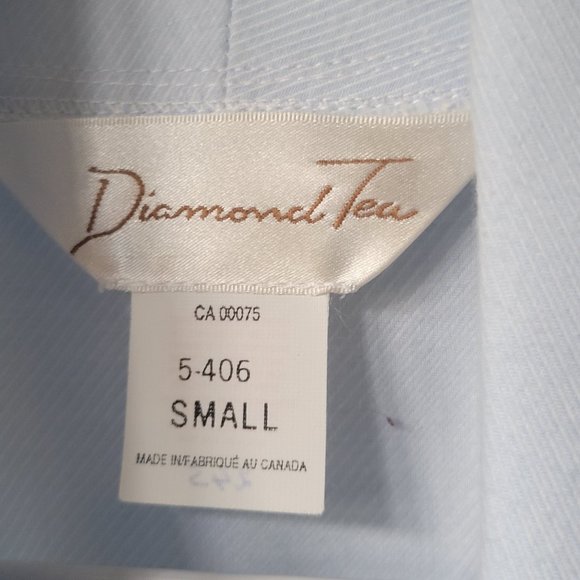 Diamond Tea
CA 00075
5-406
SMALL
MADE IN/FABRIQUÉ AU CANADA